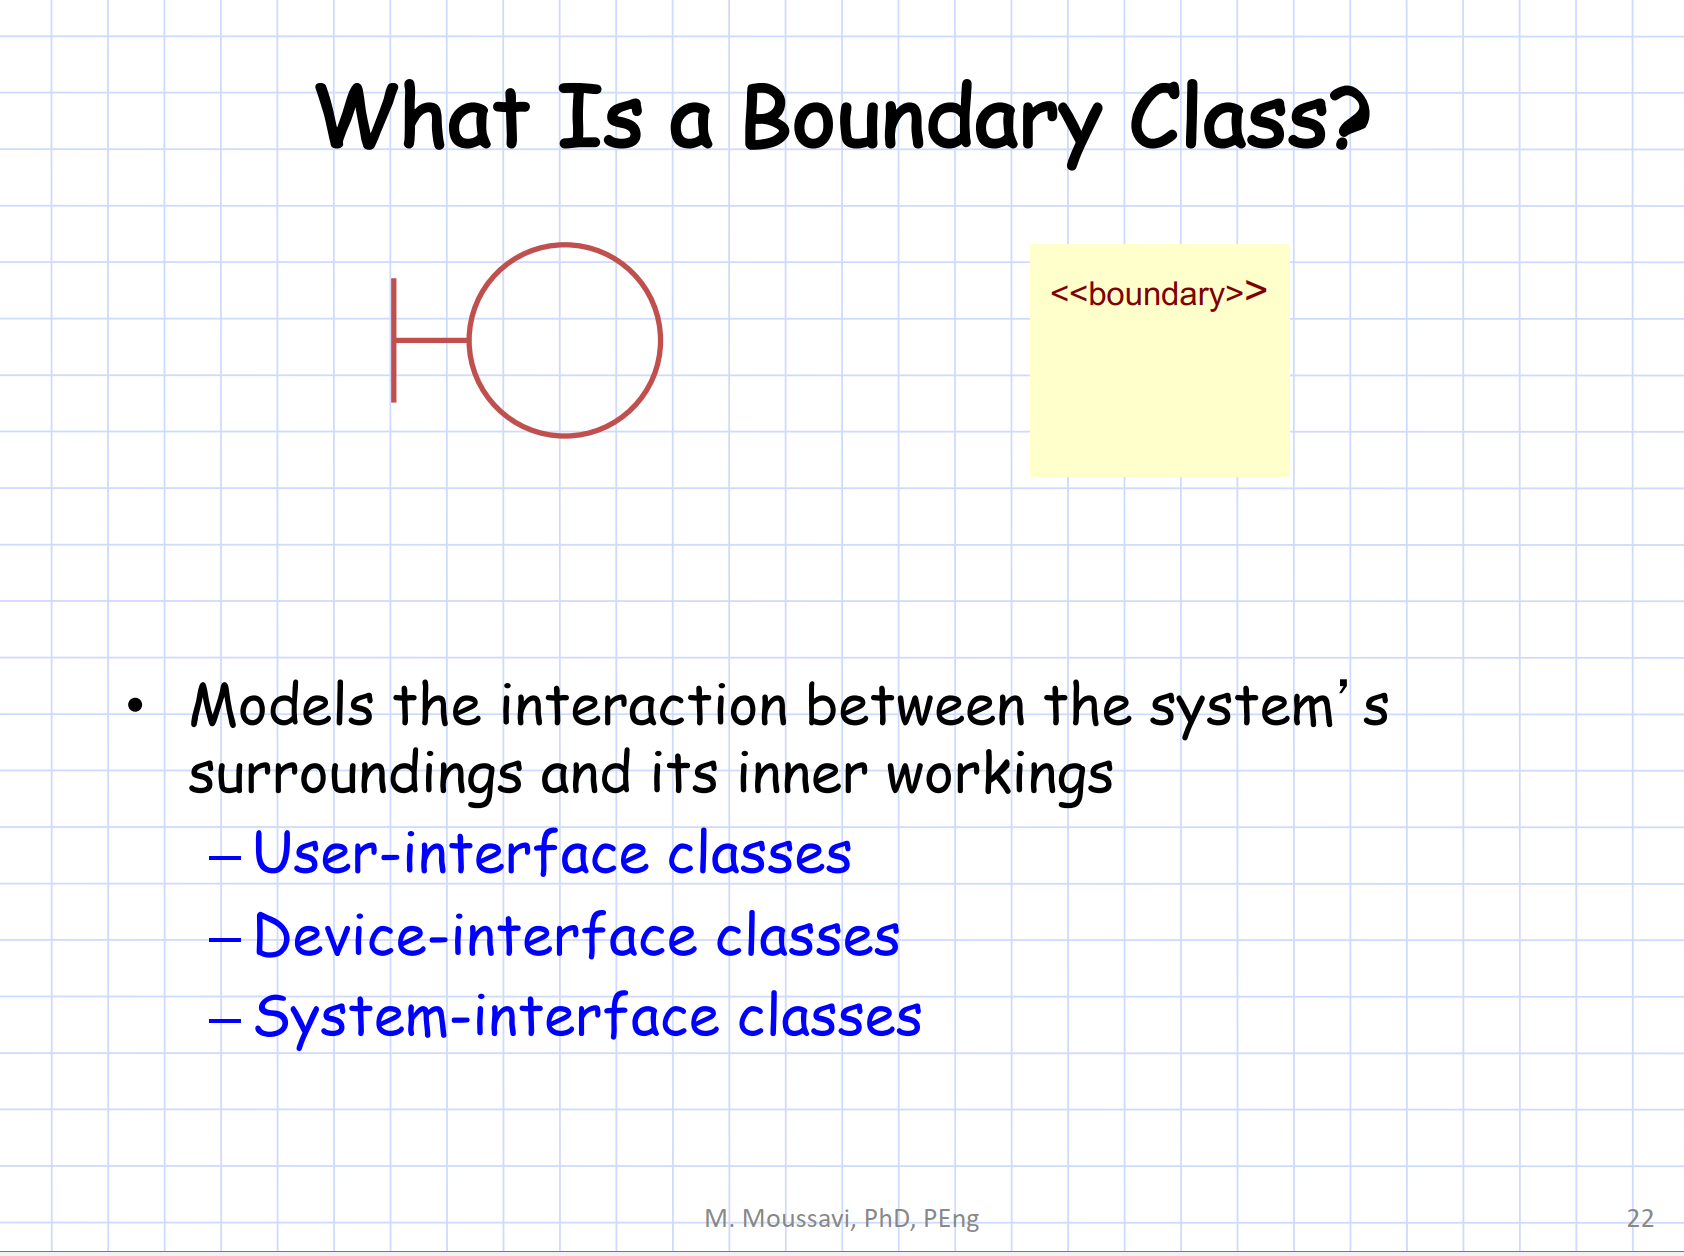 What Is a Boundary Class?
<<boundary>>
• Models the interaction between the system’s
surroundings and its inner workings
– User-interface classes
– Device-interface classes
– System-interface classes
M. Moussavi, PhD, PEng
22